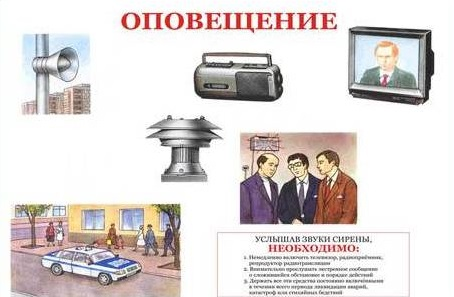 ОПОВЕЩЕНИЕ
УСЛЫШАВ ЗВУКИ СИРЕНЫ,
НЕОБХОДИМО:
1. Немедленно включить телевизор, радиоприёмник,
репродуктор радиотрансляции
2. Внимательно прослушать экстренное сообщение
о сложившейся обстановке и порядке действий
3. Держать все эти средства постоянно включёнными
в течение всего периода ликвидации аварий,
катастроф или стихийных бедствий